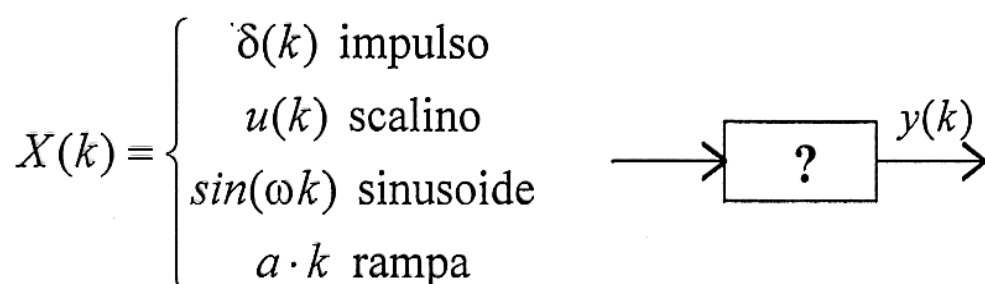 δ(k) impulso
u(k) scalino
X(k) ≡
sin(ωk) sinusoide
a · k rampa
?
y(k)